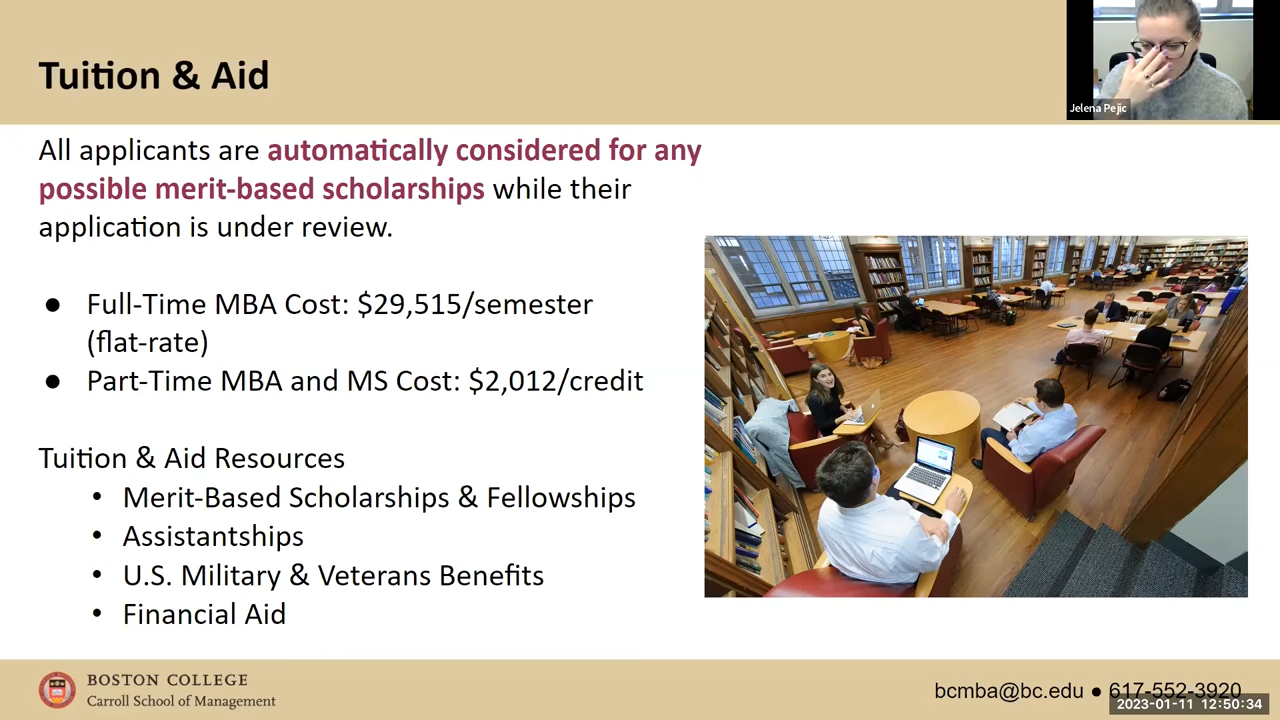 Tuition & Aid
Jelena Pejic
All applicants are automatically considered for any
possible merit-based scholarships while their
application is under review.
● Full-Time MBA Cost: $29,515/semester
(flat-rate)
● Part-Time MBA and MS Cost: $2,012/credit
Tuition & Aid Resources
• Merit-Based Scholarships & Fellowships
• Assistantships
• U.S. Military & Veterans Benefits
• Financial Aid
BOSTON COLLEGE
Carroll School of Management
bcmba@bc.edu ● 617-552-3920
2023-01-11 12:50:34